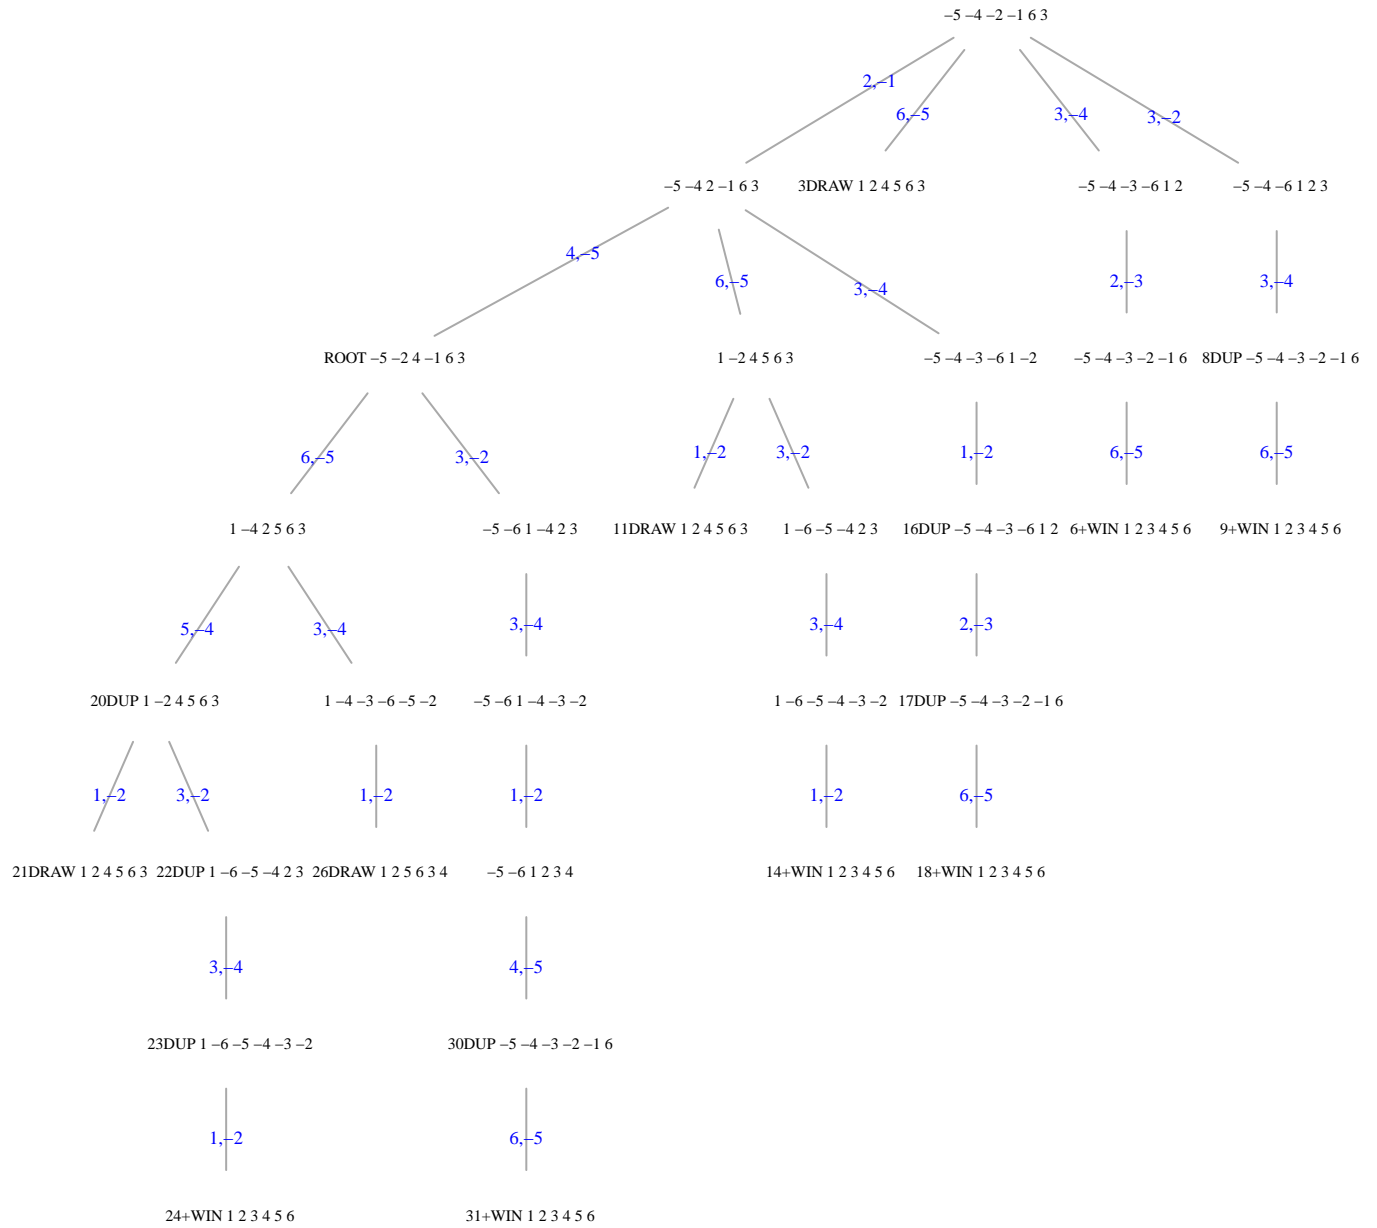 −5 −4 −2 −1 6 3
2,−1
6,−5
3,−4
3,−2
−5 −4 2 −1 6 3
3DRAW 1 2 4 5 6 3
−5 −4 −3 −6 1 2
−5 −4 −6 1 2 3
4,−5
6,−5
3,−4
2,−3
3,−4
ROOT −5 −2 4 −1 6 3
1 −2 4 5 6 3
−5 −4 −3 −6 1 −2
−5 −4 −3 −2 −1 6
8DUP −5 −4 −3 −2 −1 6
6,−5
3,−2
1,−2
3,−2
1,−2
6,−5
6,−5
1 −4 2 5 6 3
−5 −6 1 −4 2 3
11DRAW 1 2 4 5 6 3
1 −6 −5 −4 2 3
16DUP −5 −4 −3 −6 1 2
6+WIN 1 2 3 4 5 6
9+WIN 1 2 3 4 5 6
5,−4
3,−4
3,−4
3,−4
2,−3
20DUP 1 −2 4 5 6 3
1 −4 −3 −6 −5 −2
−5 −6 1 −4 −3 −2
1 −6 −5 −4 −3 −2
17DUP −5 −4 −3 −2 −1 6
1,−2
3,−2
1,−2
1,−2
1,−2
6,−5
21DRAW 1 2 4 5 6 3
22DUP 1 −6 −5 −4 2 3
26DRAW 1 2 5 6 3 4
−5 −6 1 2 3 4
14+WIN 1 2 3 4 5 6
18+WIN 1 2 3 4 5 6
3,−4
4,−5
23DUP 1 −6 −5 −4 −3 −2
30DUP −5 −4 −3 −2 −1 6
1,−2
6,−5
24+WIN 1 2 3 4 5 6
31+WIN 1 2 3 4 5 6